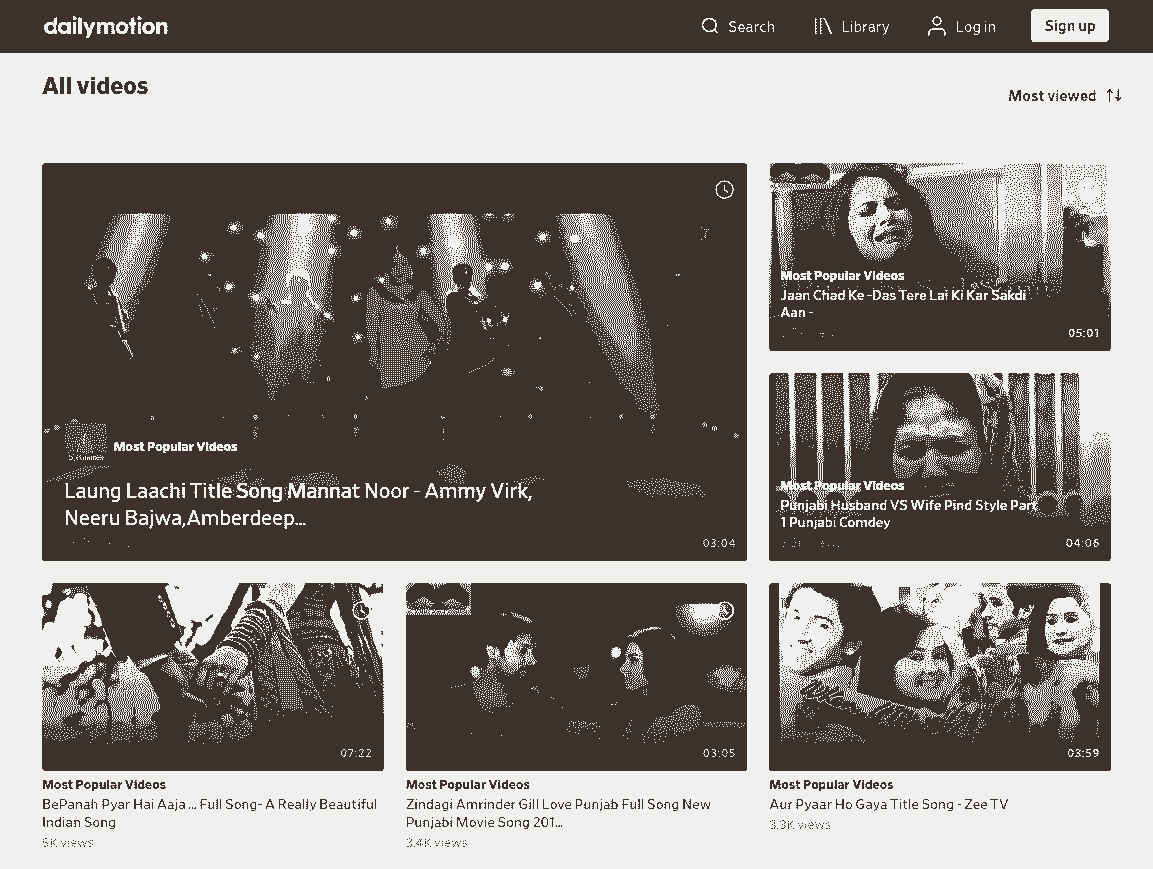 dailymotion
Search
Library
Log in
Sign up
All videos
Most viewed
Most Popular Videos
Laung Laachi Title Song Mannat Noor - Ammy Virk,
Neeru Bajwa,Amberdeep...
03:04
Most Popular Videos
Jaan Chad Ke -Das Tere Lai Ki Kar Sakdi
Aan -
05:01
Most Popular Videos
Punjabi Husband VS Wife Pind Style Part
1 Punjabi Comdey
04:06
07:22
Most Popular Videos
BePanah Pyar Hai Aaja ... Full Song- A Really Beautiful
Indian Song
5K views
03:05
Most Popular Videos
Zindagi Amrinder Gill Love Punjab Full Song New
Punjabi Movie Song 201...
3.4K views
03:59
Most Popular Videos
Aur Pyaar Ho Gaya Title Song - Zee TV
3.3K views